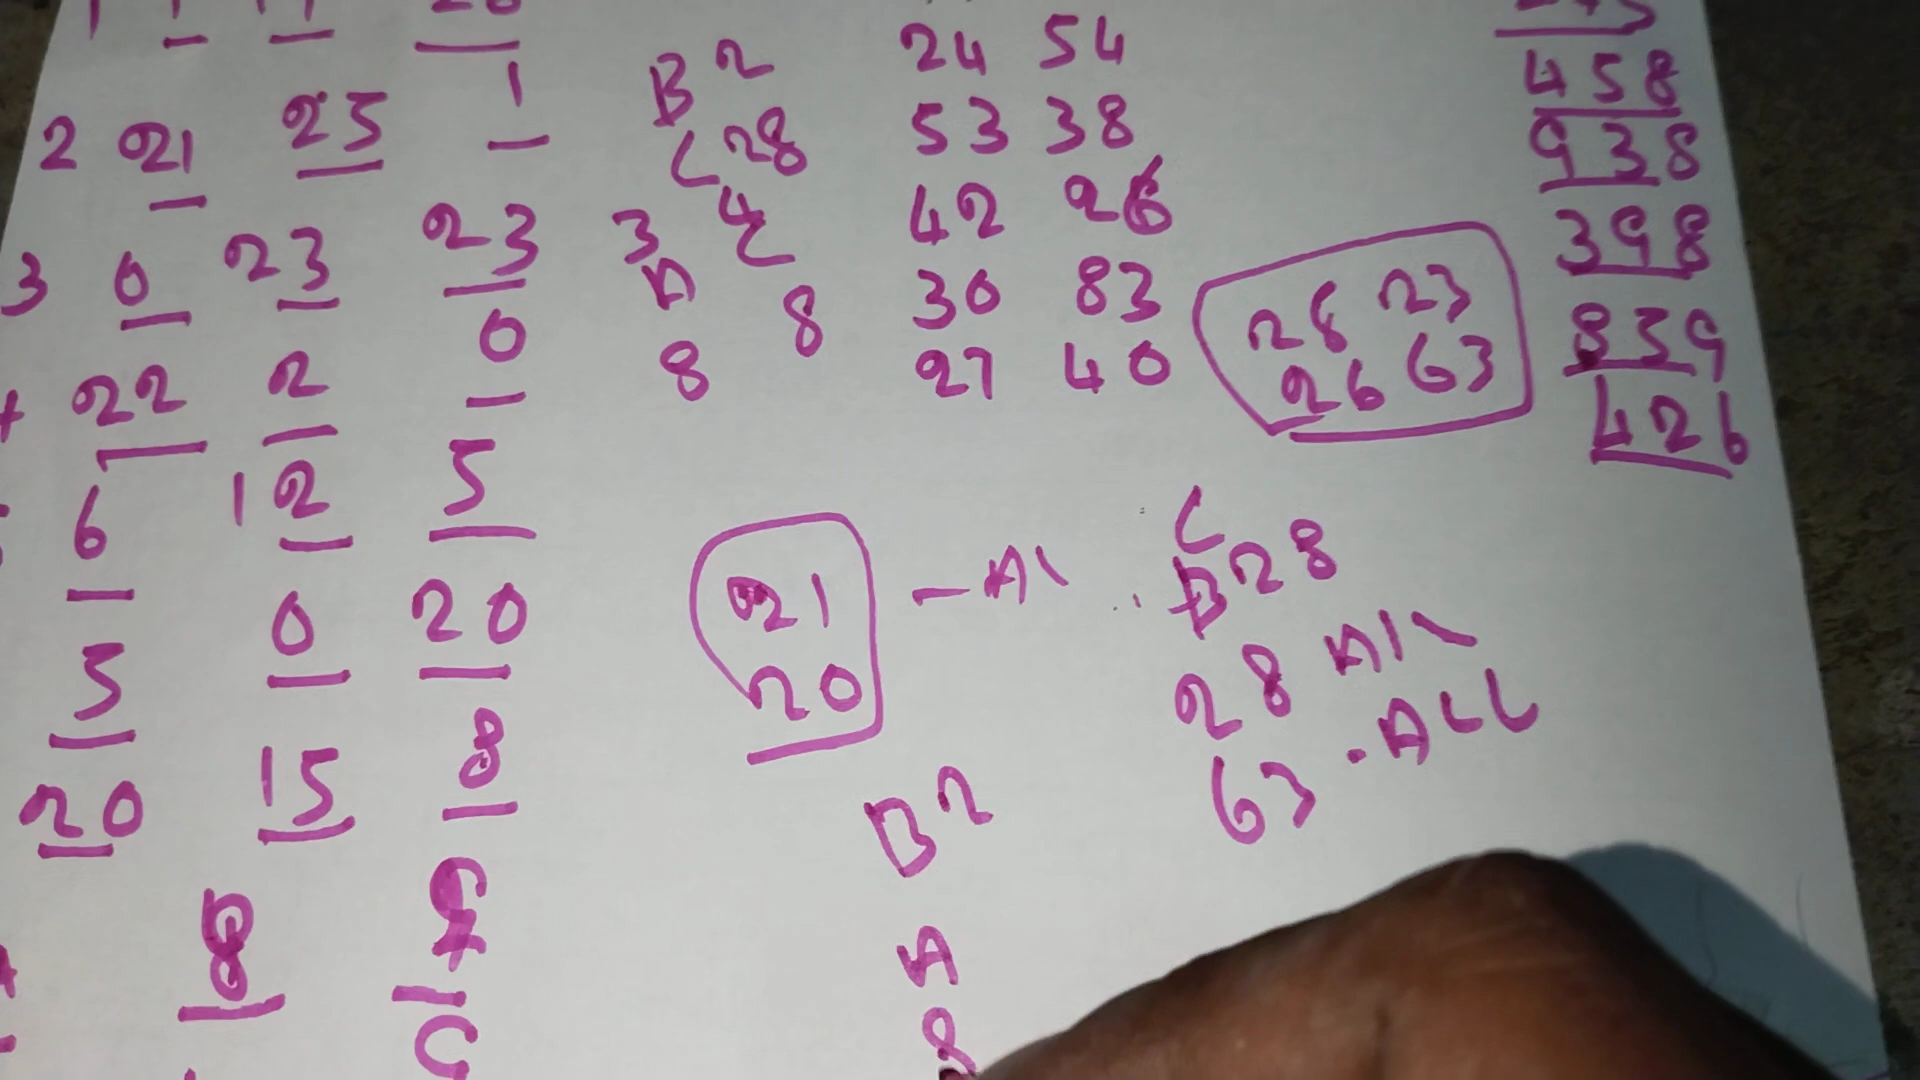 B 2
24 54
458
2 21 25 1
C 28
53 38
938
3 0 23 23
3 4
42 26
398
A
8
30 83
28 23
839
22 2 0
8
27 40
26 63
426
6 12 5
C
21 - A1
B 28
5 0 20
20
28 A1
63 . ALL
20 15 8
B 2
8
A
8